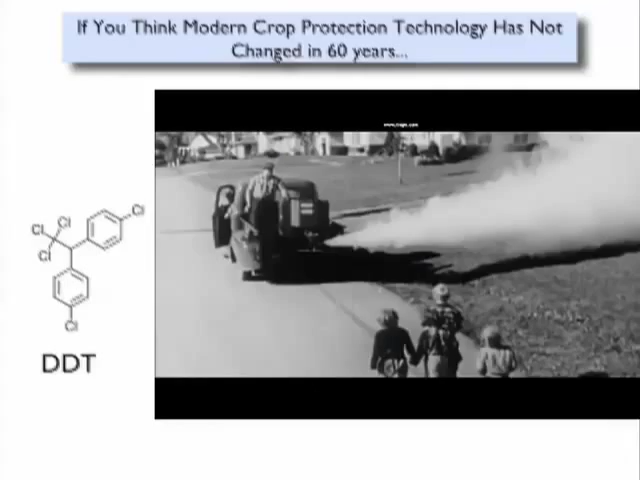 If You Think Modern Crop Protection Technology Has Not
Changed in 60 years...
Cl
Cl
Cl
Cl
Cl
DDT